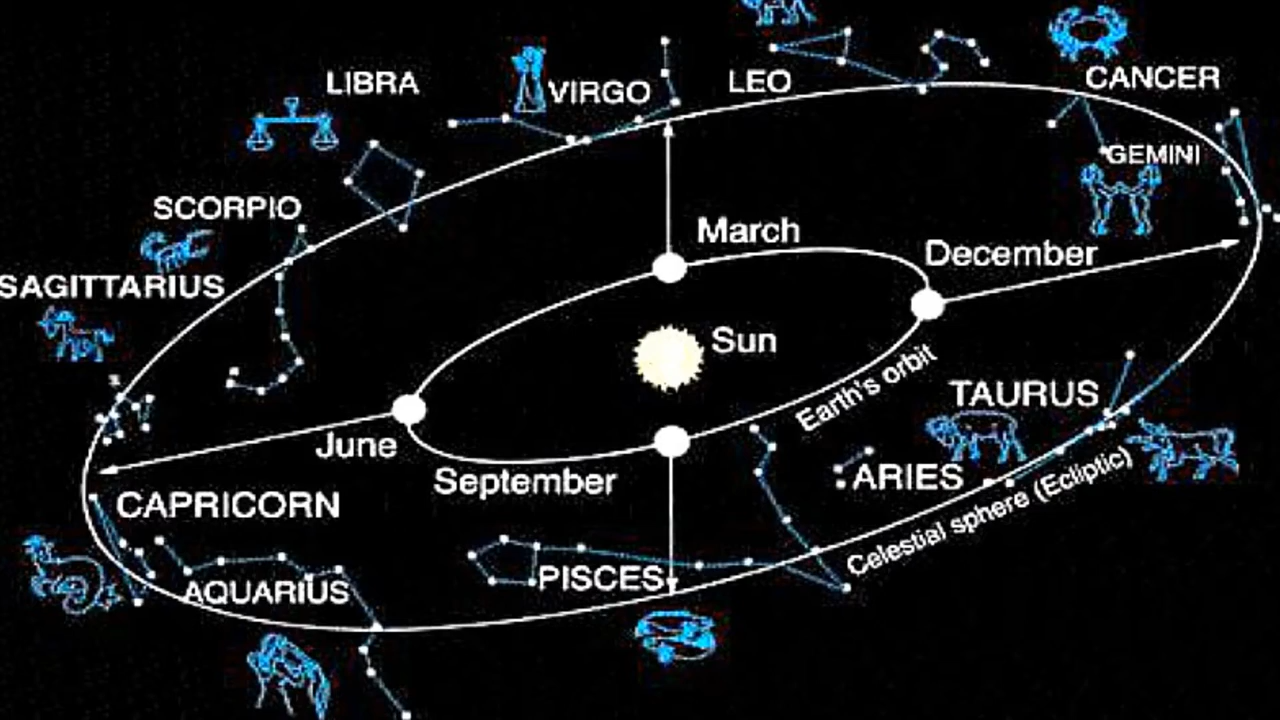 LIBRA
VIRGO
LEO
CANCER
GEMINI
SCORPIO
March
December
SAGITTARIUS
Sun
Earth's orbit
TAURUS
June
September
ARIES
CAPRICORN
Celestial sphere (Ecliptic)
PISCES
AQUARIUS